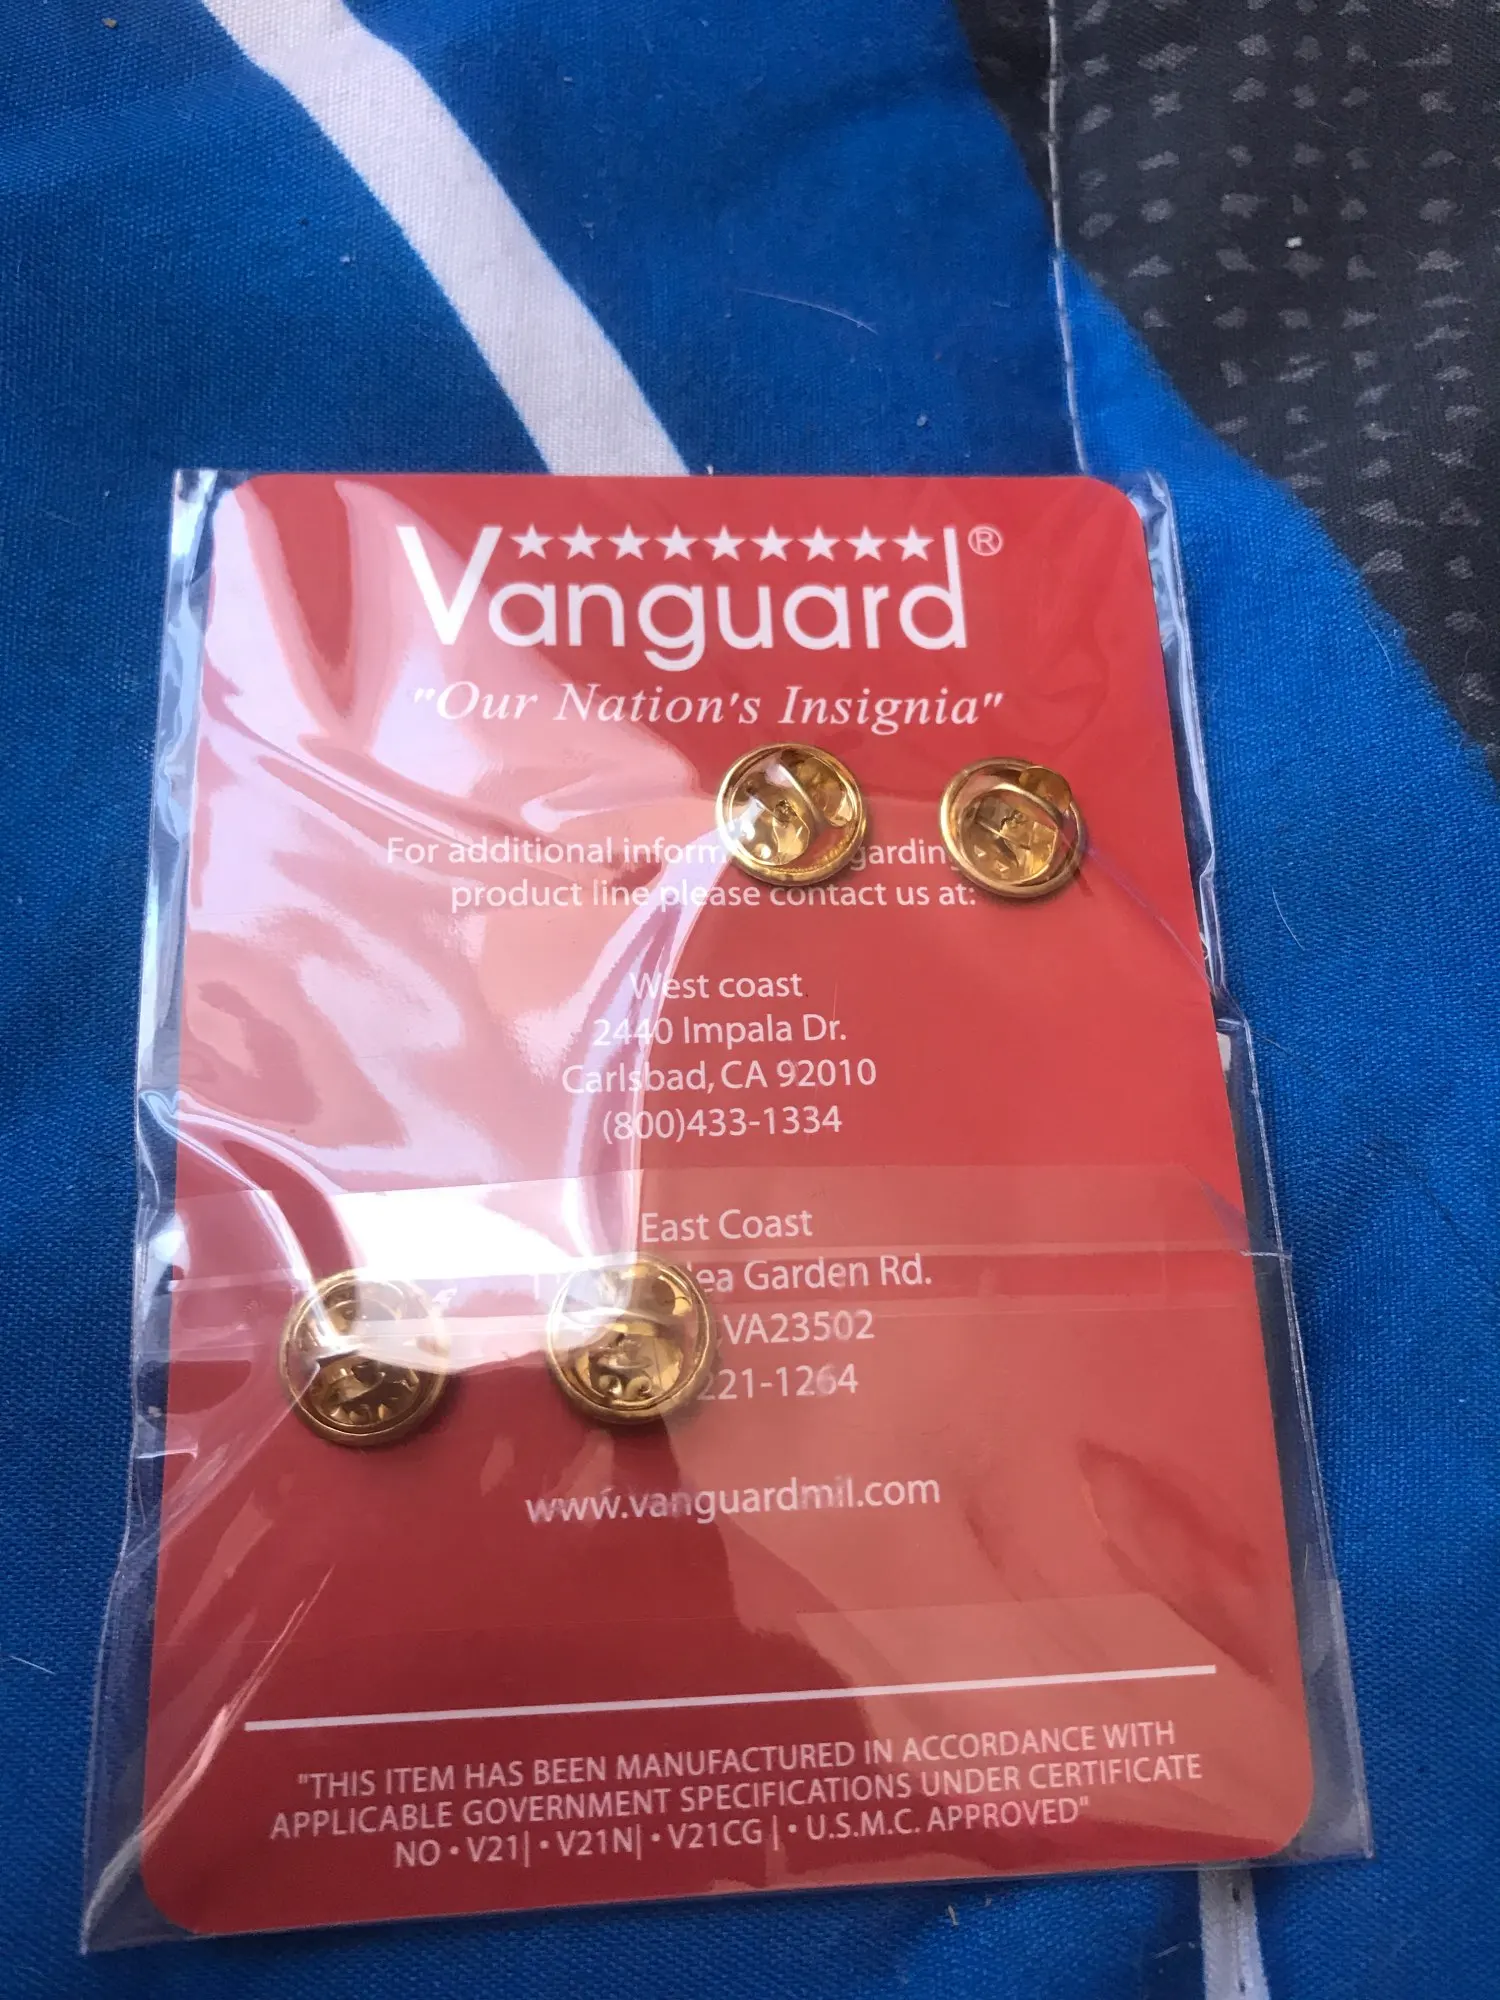 Vanguard®
"Our Nation's Insignia"
For additional
product line please contact us at:
West coast
2440 Impala Dr.
Carlsbad, CA 92010
(800)433-1334
East Coast
Garden Rd.
VA23502
221-1264
www.vanguardmil.com
"THIS ITEM HAS BEEN MANUFACTURED IN ACCORDANCE WITH
APPLICABLE GOVERNMENT SPECIFICATIONS UNDER CERTIFICATE
NO • V21| • V21N| • V21CG | • U.S.M.C. APPROVED"